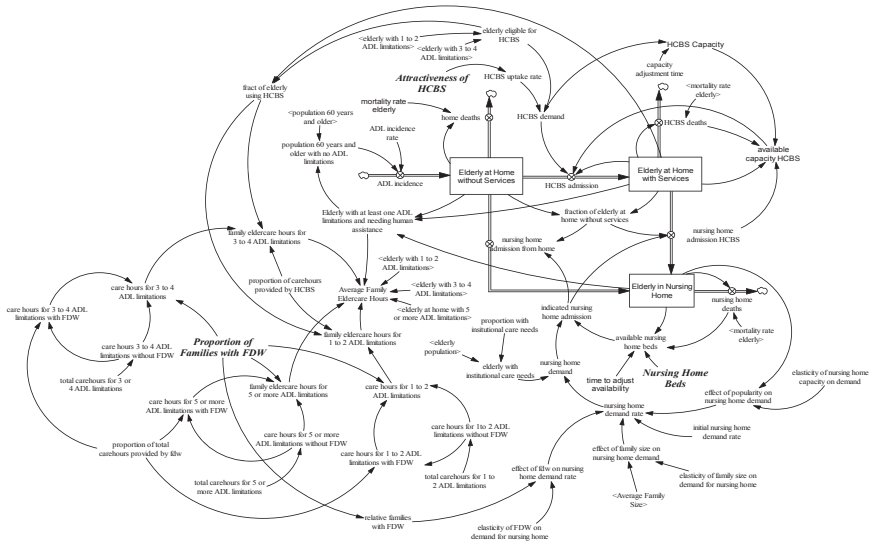 elderly eligible for
HCBS
<elderly with 1 to 2
ADL limitations>
<elderly with 3 to 4
ADL limitations>
HCBS Capacity
capacity
adjustment time
Attractiveness of
HCBS
HCBS uptake rate
fract of elderly
using HCBS
mortality rate
elderly
home deaths
HCBS demand
<mortality rate
elderly>
HCBS deaths
<population 60 years
and older>
ADL incidence
rate
population 60 years and
older with no ADL
limitations
available
capacity HCBS
Elderly at Home
without Services
Elderly at Home
with Services
ADL incidence
HCBS admission
Elderly with at least one ADL
limitations and needing human
assistance
fraction of elderly at
home without services
family eldercare hours for
3 to 4 ADL limitations
nursing home
admission from home
nursing home
admission HCBS
<elderly with 1 to 2
ADL limitations>
care hours for 3 to 4
ADL limitations
proportion of carehours
provided by HCBS
Average Family
Eldercare Hours
<elderly with 3 to 4
ADL limitations>
Elderly in Nursing
Home
nursing home
deaths
<elderly at home with 5
or more ADL limitations>
indicated nursing
home admission
care hours for 3 to 4 ADL
limitations with FDW
proportion with
insitutional care needs
<mortality rate
elderly>
family eldercare hours for
1 to 2 ADL limitations
available nursing
home beds
care hours 3 to 4 ADL
limitations without FDW
Proportion of
Families with FDW
<elderly
population>
elderly with
institutional care needs
nursing home
demand
Nursing Home
Beds
elasticity of nursing home
capacity on demand
total carehours for 3 or
4 ADL limitations
family eldercare hours for
5 or more ADL limitations
care hours for 1 to 2
ADL limitations
time to adjust
availability
effect of popularity on
nursing home demand
care hours for 5 or more
ADL limitations with FDW
nursing home
demand rate
initial nursing home
demand rate
proportion of total
carehours provided by fdw
care hours for 5 or more
ADL limitations without FDW
care hours for 1to 2 ADL
limitations without FDW
care hours for 1 to 2 ADL
limitations with FDW
effect of family size on
nursing home demand
total carehours for 5 or
more ADL limitations
total carehours for 1 to
2 ADL limitations
effect of fdw on nursing
home demand rate
elasticity of family size on
demand for nursing home
<Average Family
Size>
relative families
with FDW
elasticity of FDW on
demand for nursing home